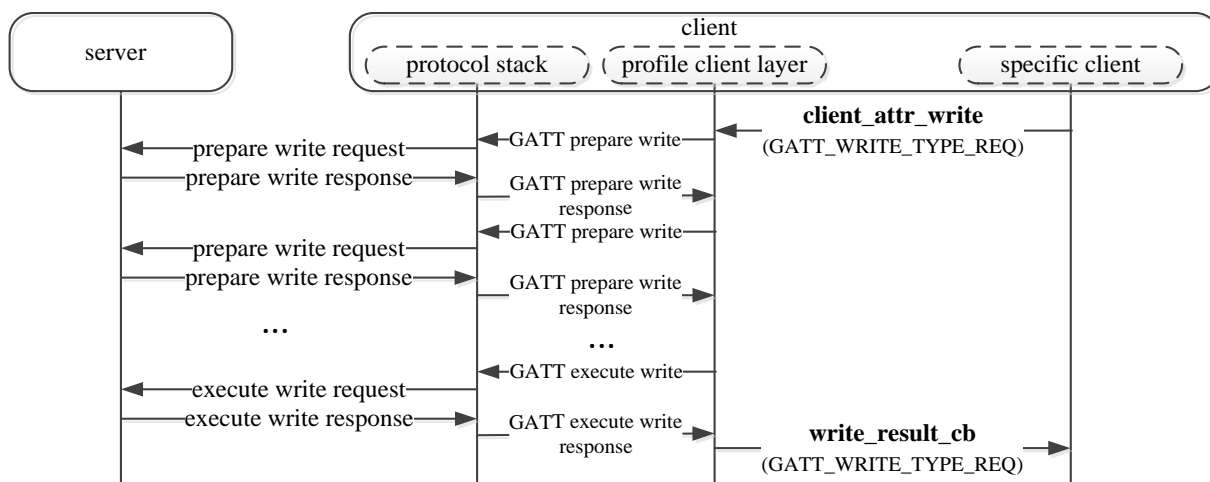 client
server
protocol stack
profile client layer
specific client
client_attr_write
(GATT_WRITE_TYPE_REQ)
GATT prepare write
prepare write request
prepare write response
GATT prepare write
response
GATT prepare write
prepare write request
prepare write response
GATT prepare write
response
...
...
GATT execute write
execute write request
execute write response
GATT execute write
response
write_result_cb
(GATT_WRITE_TYPE_REQ)